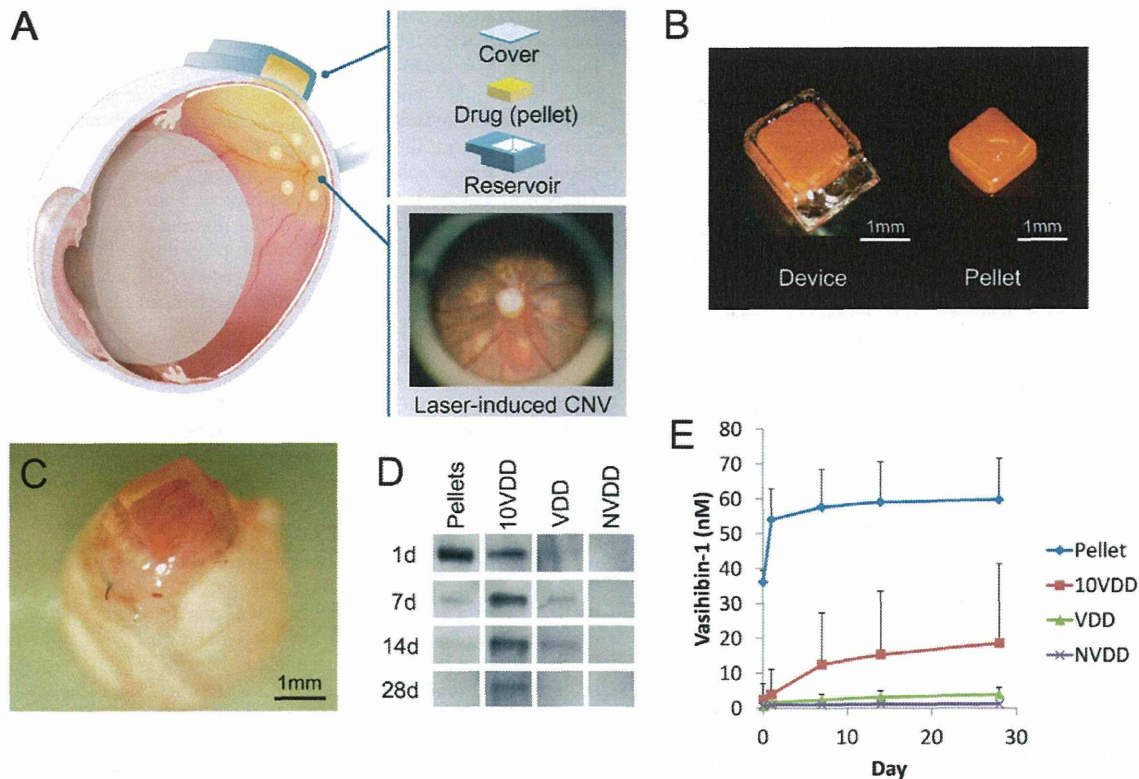 A
Cover
Drug (pellet)
Reservoir
Laser-induced CNV
B
1mm
1mm
Device
Pellet
C
1mm
D
Pellets
10VDD
VDD
NVDD
1d
7d
14d
28d
E
Vasihibin-1 (nM)
80
70
60
50
40
30
20
10
0
0
10
20
30
Day
Pellet
10VDD
VDD
NVDD